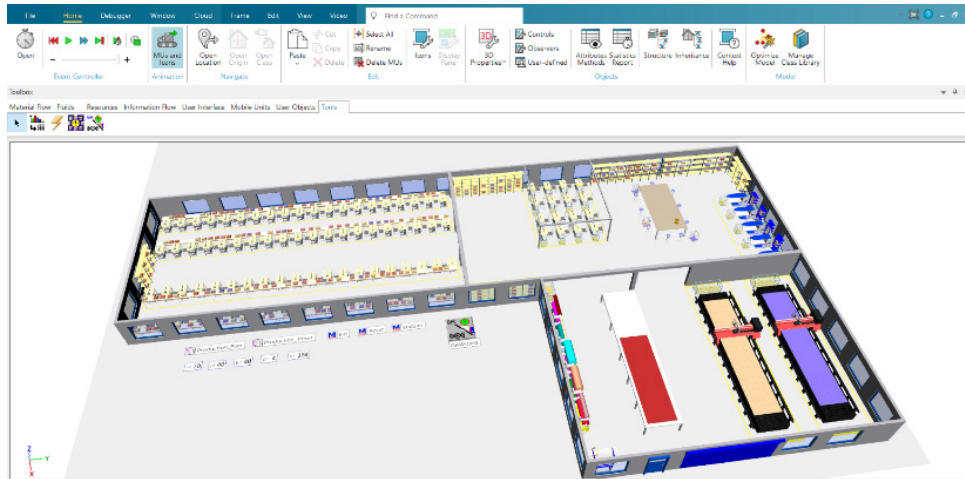 File Home Debugger Window Cloud Frame Edit View Video Find a Command
Open
Event Controller
MUs and Icons
Animation
Open Location
Open Origin
Open Class
Navigate
Paste
Cut
Copy
Delete
Select All
Rename
Delete MUs
Edit
Icons
Display Panel
3D Properties
Controls
Observers
User-defined
Attributes Methods
Statistics Report
Structure
Inheritance
Objects
Context Help
Optimize Model
Manage Class Library
Model
Toolbox
Material Flow Fluids Resources Information Flow User Interface Mobile Units User Objects Tools
Z
Y
X